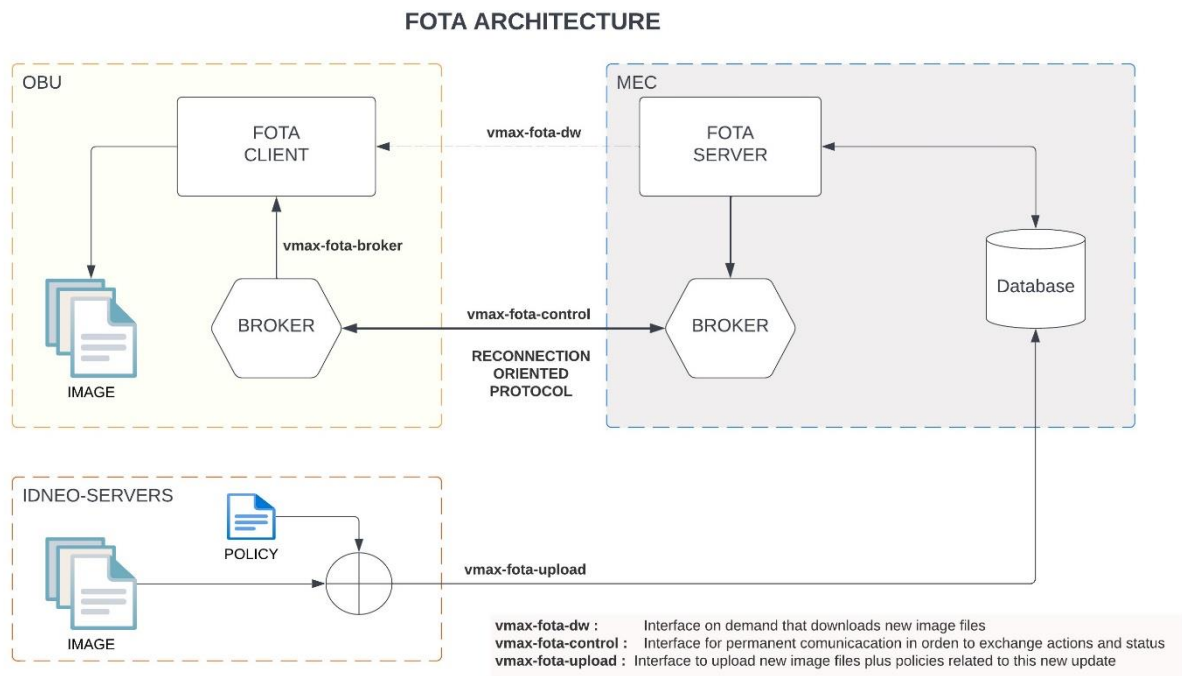 FOTA ARCHITECTURE
OBU
MEC
FOTA
CLIENT
vmax-fota-dw
FOTA
SERVER
vmax-fota-broker
Database
BROKER
vmax-fota-control
BROKER
RECONNECTION
ORIENTED
PROTOCOL
IMAGE
IDNEO-SERVERS
POLICY
vmax-fota-upload
IMAGE
vmax-fota-dw : Interface on demand that downloads new image files
vmax-fota-control : Interface for permanent comunicacation in orden to exchange actions and status
vmax-fota-upload : Interface to upload new image files plus policies related to this new update